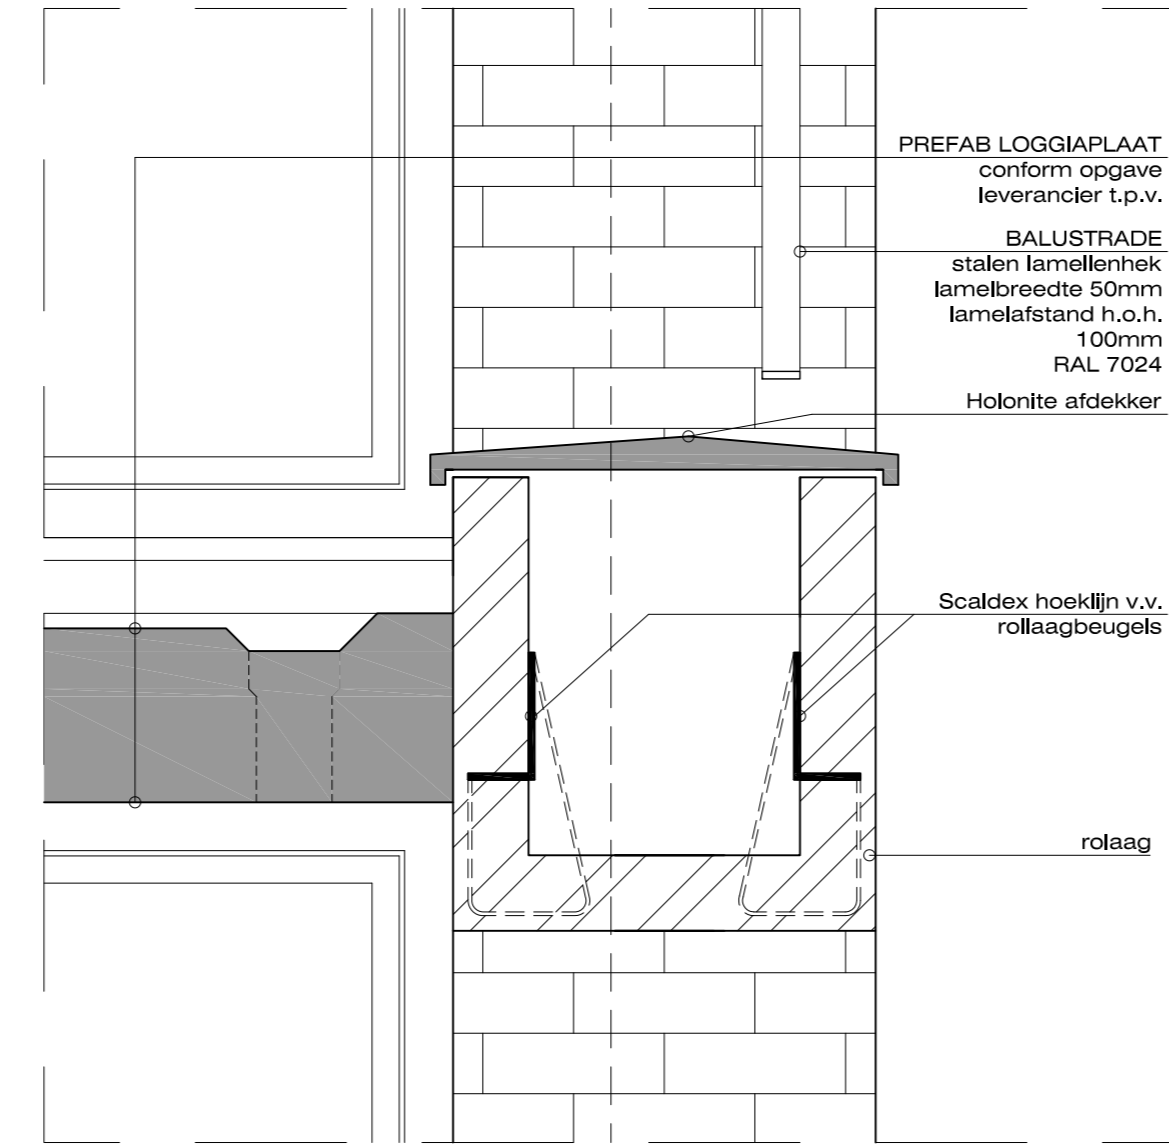 PREFAB LOGGIAPLAAT
conform opgave
leverancier t.p.v.
BALUSTRADE
stalen lamellenhek
lamelbreedte 50mm
lamelafstand h.o.h.
100mm
RAL 7024
Holonite afdekker
Scaldex hoeklijn v.v.
rollaagbeugels
rolaag